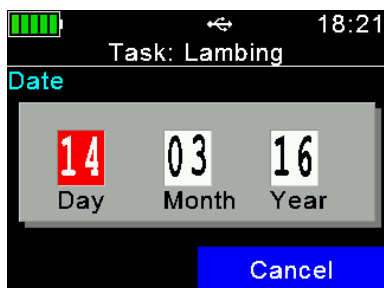 18:21
Task: Lambing
Date
14 03 16
Day Month Year
Cancel